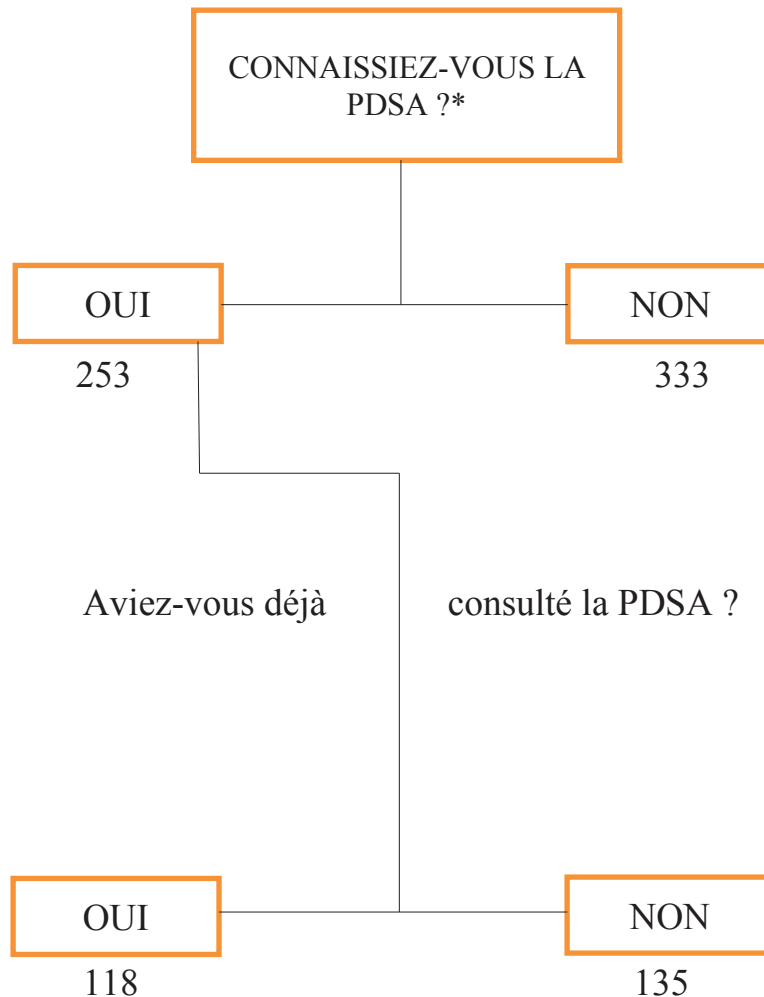 CONNAISSIEZ-VOUS LA
PDSA ?*
OUI
NON
253
333
Aviez-vous déjà consulté la PDSA ?
OUI
NON
118
135